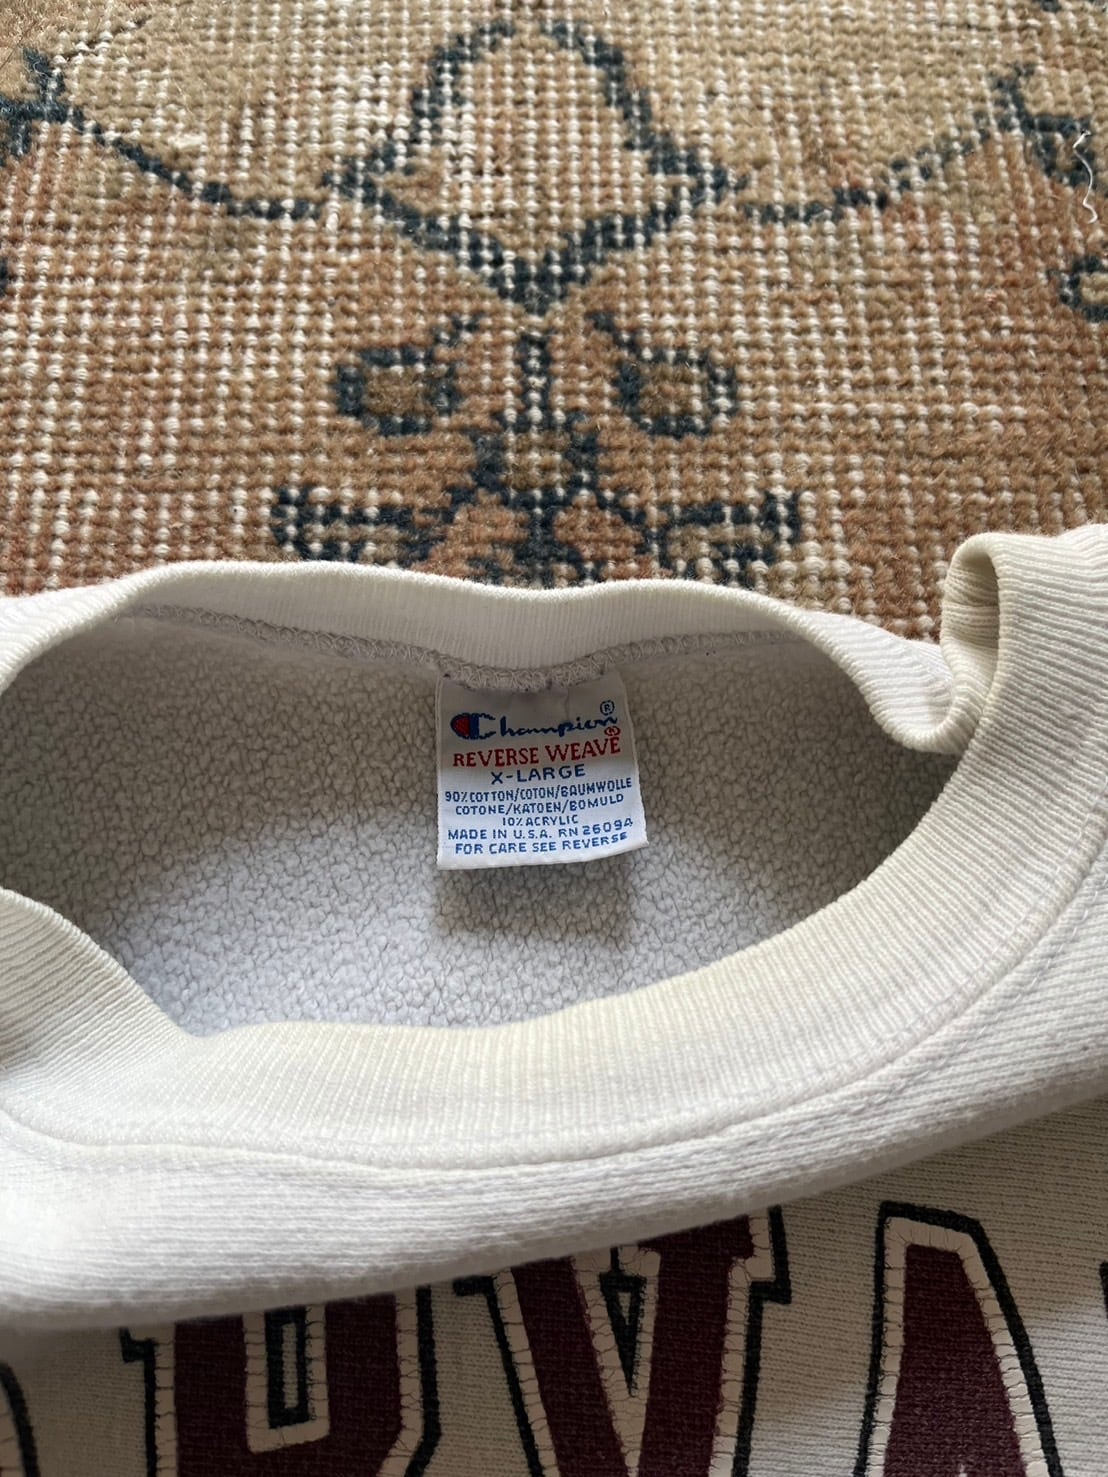 Champion®
REVERSE WEAVE®
X-LARGE
90% COTTON/COTON/BAUMWOLLE
COTONE/KATOEN/BOMULD
10% ACRYLIC
MADE IN U.S.A. RN 26094
FOR CARE SEE REVERSE
RVA